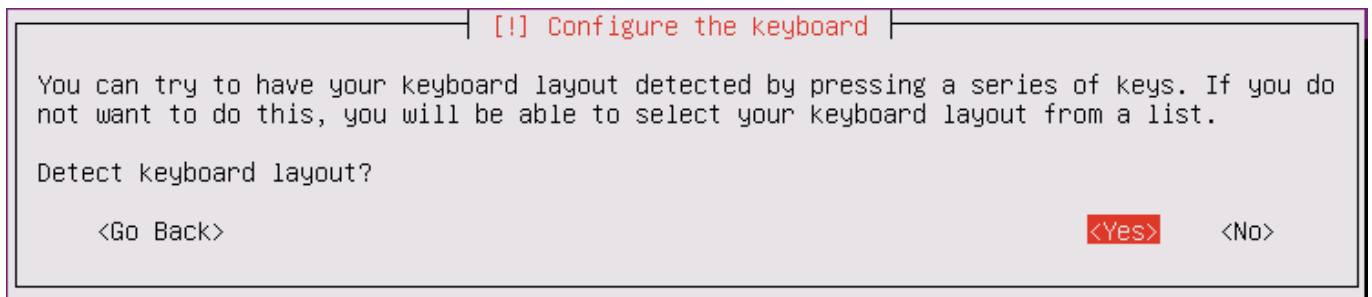 [!] Configure the keyboard
You can try to have your keyboard layout detected by pressing a series of keys. If you do
not want to do this, you will be able to select your keyboard layout from a list.
Detect keyboard layout?
<Go Back> <Yes> <No>